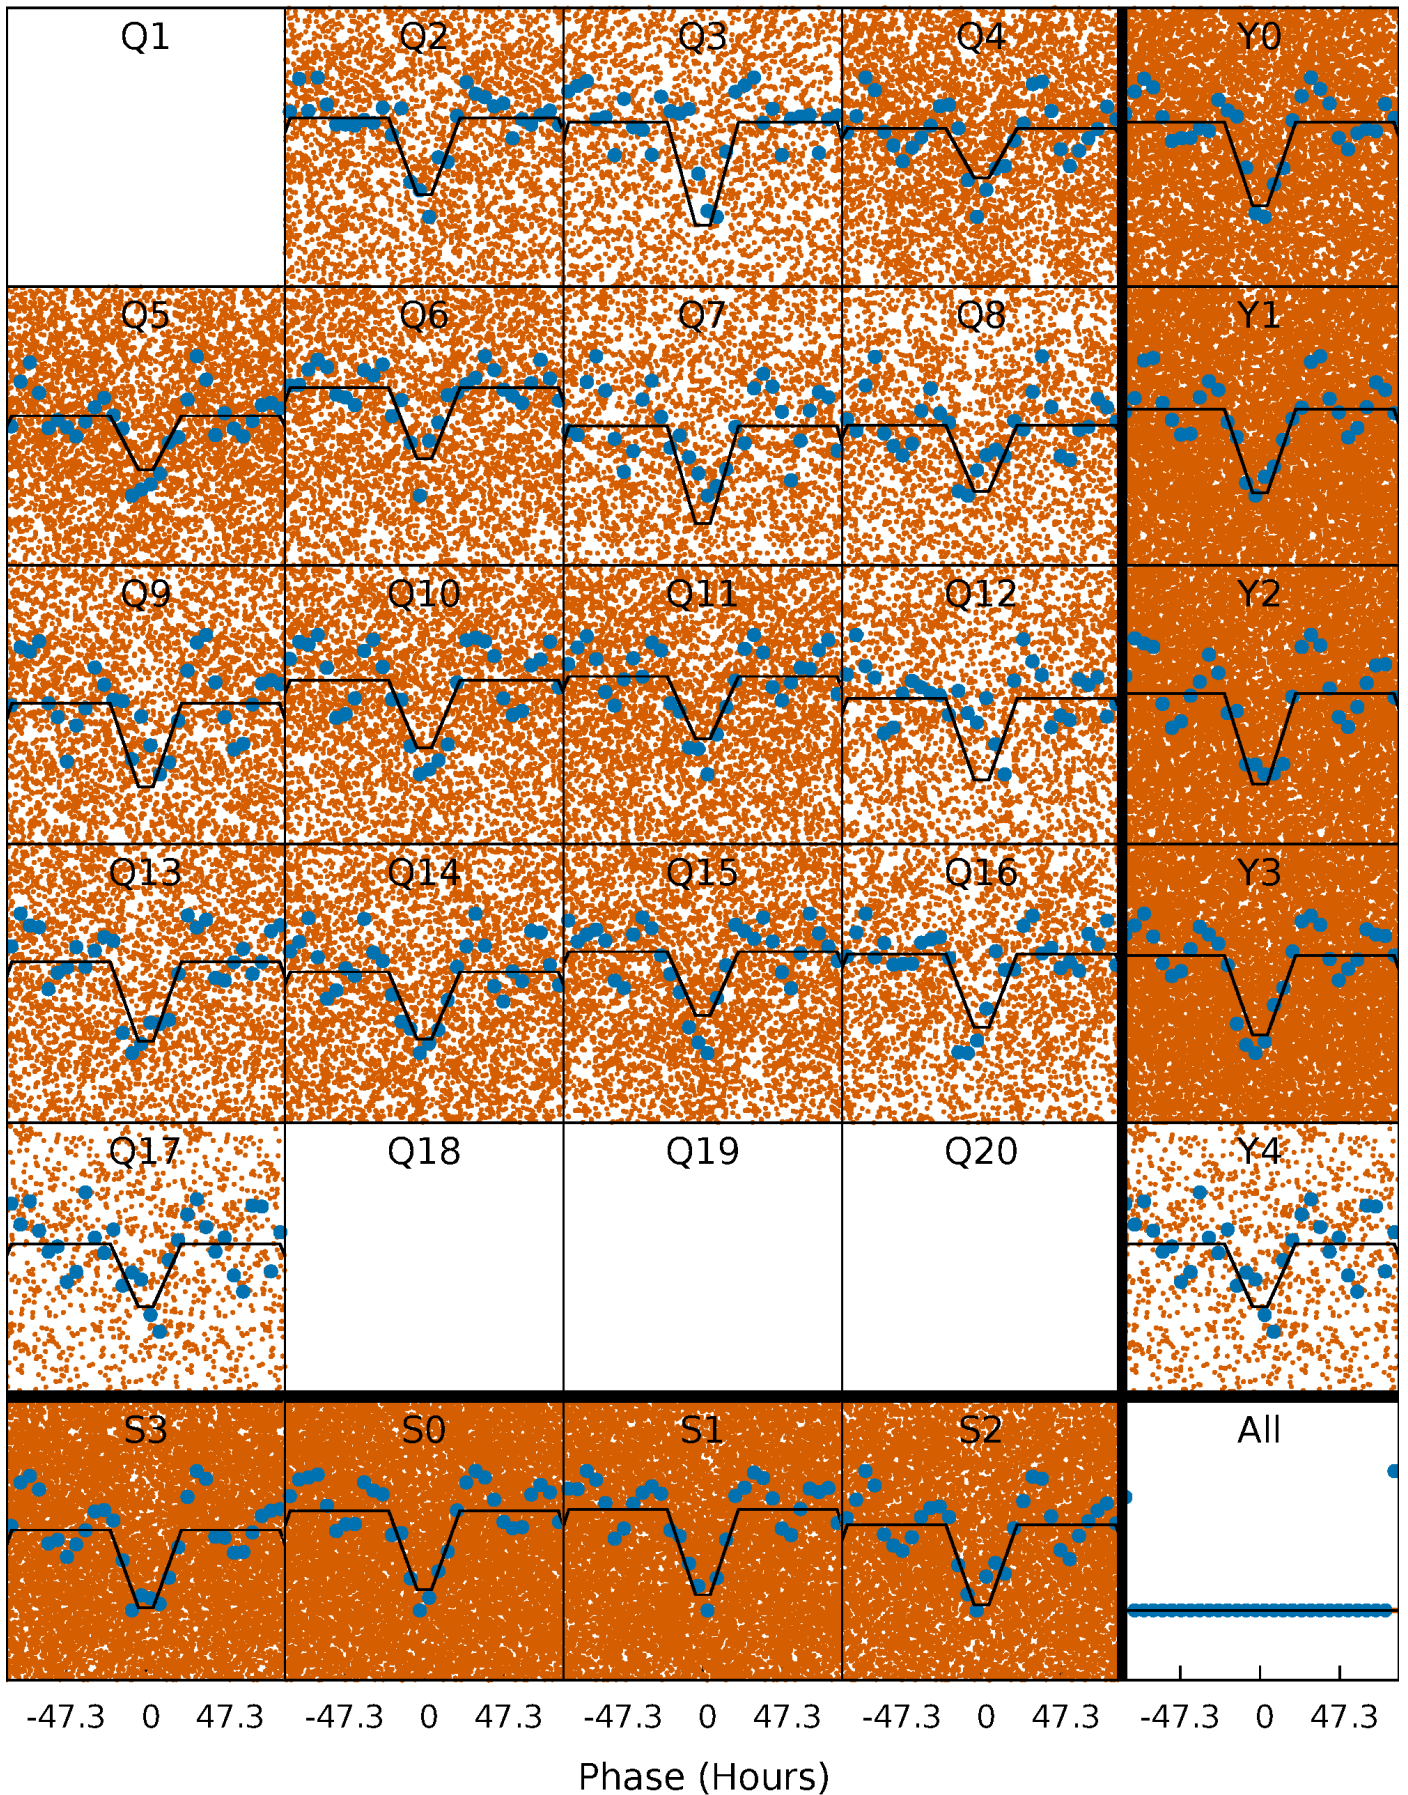 Q1 Q2 Q3 Q4 Y0
Q5 Q6 Q7 Q8 Y1
Q9 Q10 Q11 Q12 Y2
Q13 Q14 Q15 Q16 Y3
Q17 Q18 Q19 Q20 Y4
S3 S0 S1 S2 All
-47.3 0 47.3 -47.3 0 47.3 -47.3 0 47.3 -47.3 0 47.3 -47.3 0 47.3
Phase (Hours)